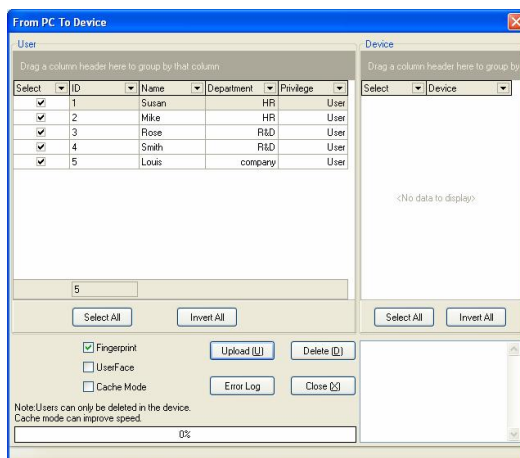 From PC To Device
User
Device
Drag a column header here to group by that column
Drag a column header here to group by
Select ID Name Department Privilege
Select Device
1 Susan HR User
2 Mike HR User
3 Rose R&D User
4 Smith R&D User
5 Louis company User
<No data to display>
5
Select All Invert All
Select All Invert All
Fingerprint
UserFace
Cache Mode
Upload (U) Delete (D)
Error Log Close (X)
Note:Users can only be deleted in the device.
Cache mode can improve speed.
0%